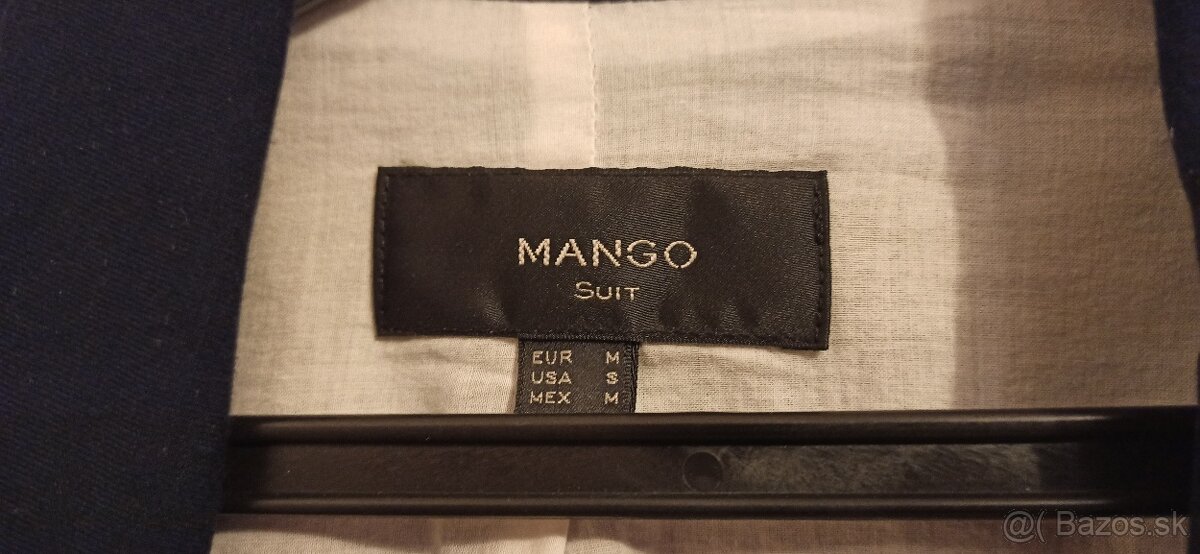 MANGO
SUIT
EUR M
USA S
MEX M
@( Bazos.sk